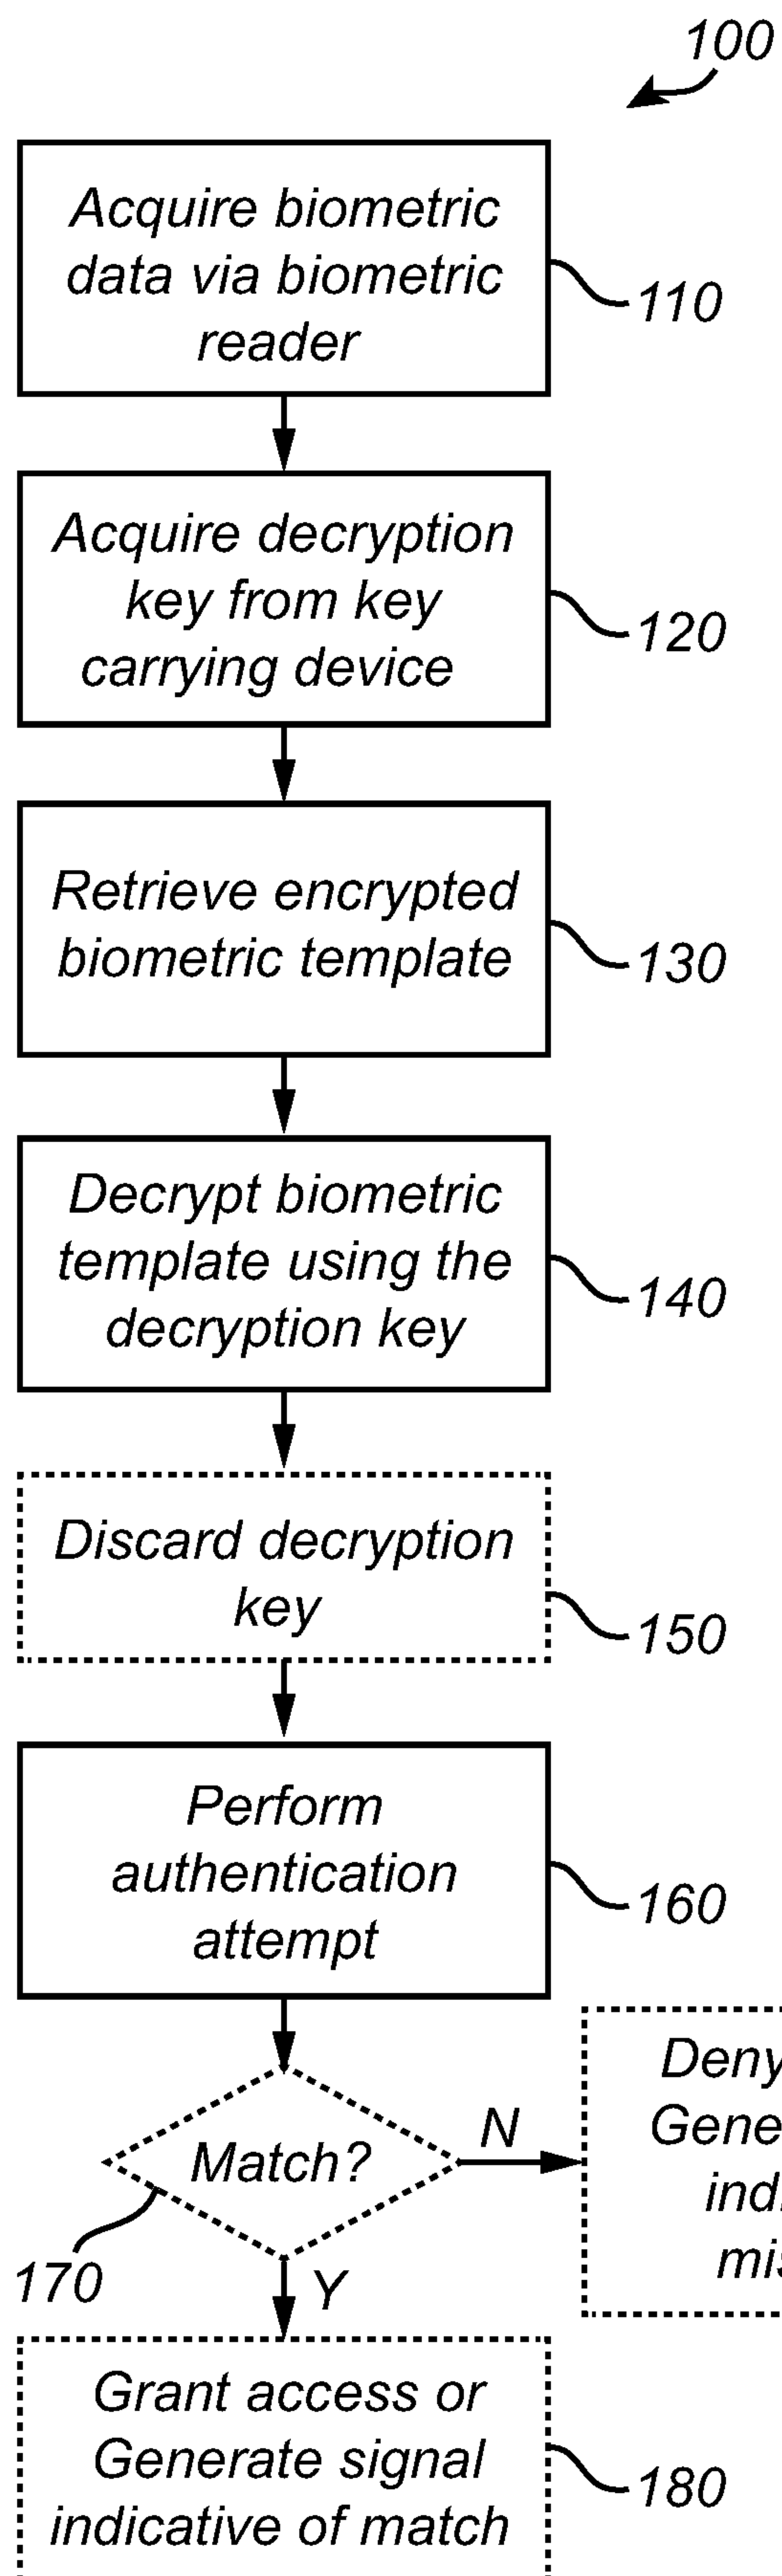 100
Acquire biometric
data via biometric
reader
110
Acquire decryption
key from key
carrying device
120
Retrieve encrypted
biometric template
130
Decrypt biometric
template using the
decryption key
140
Discard decryption
key
150
Perform
authentication
attempt
160
Match?
N
170
Y
Deny
Grant access or
Generate signal
indicative of match
180